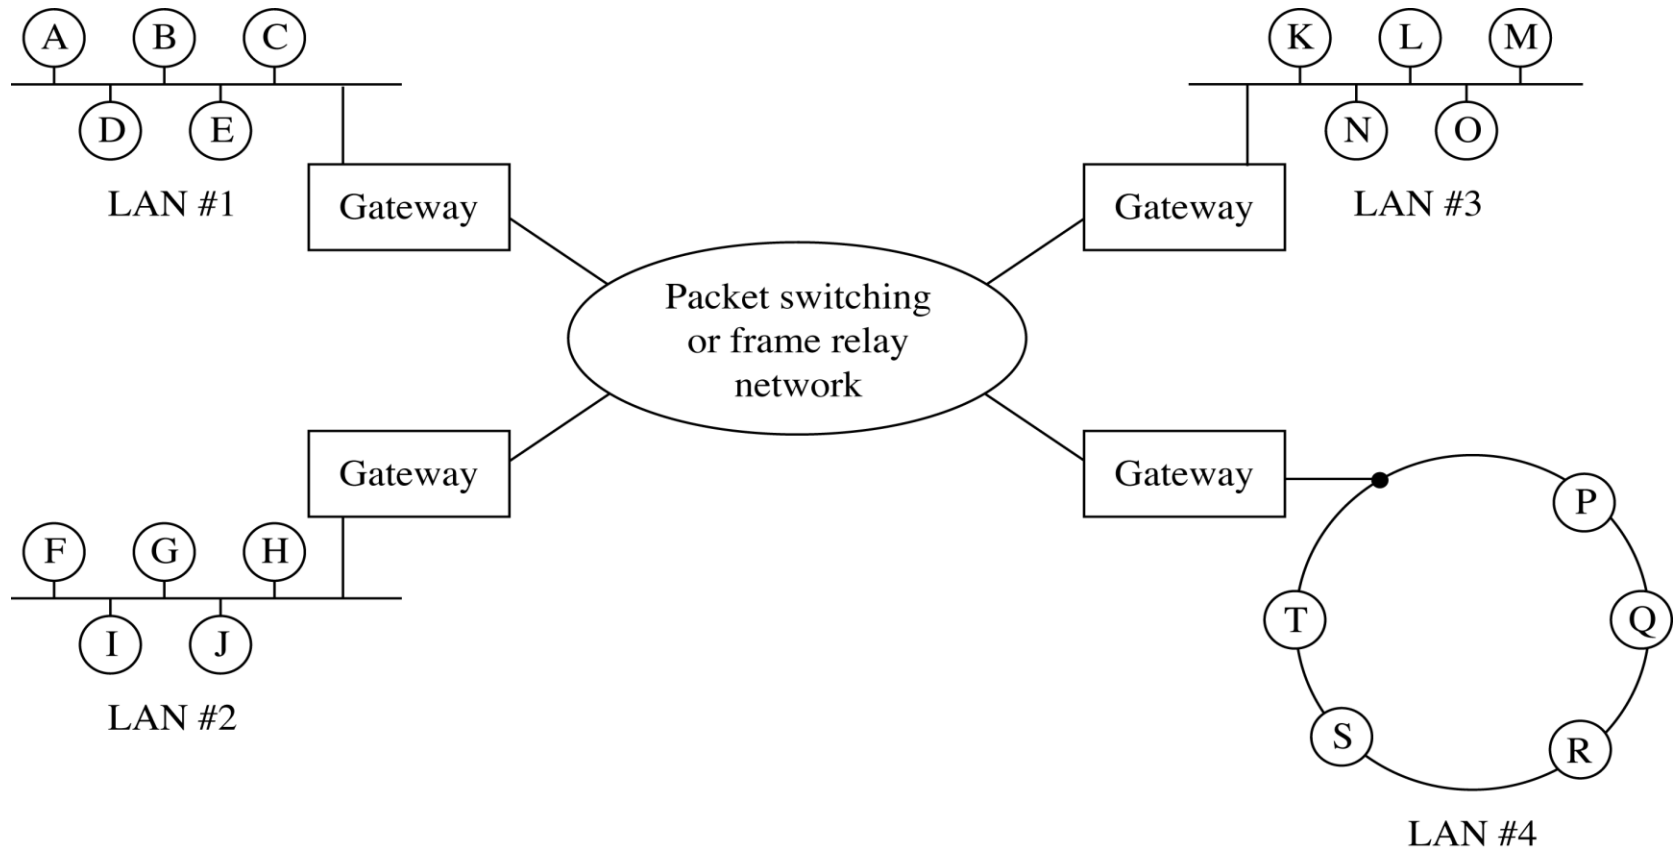 A
B
C
D
E
LAN #1
Gateway
K
L
M
N
O
LAN #3
Gateway
Packet switching
or frame relay
network
Gateway
F
G
H
I
J
LAN #2
Gateway
P
Q
R
S
T
LAN #4